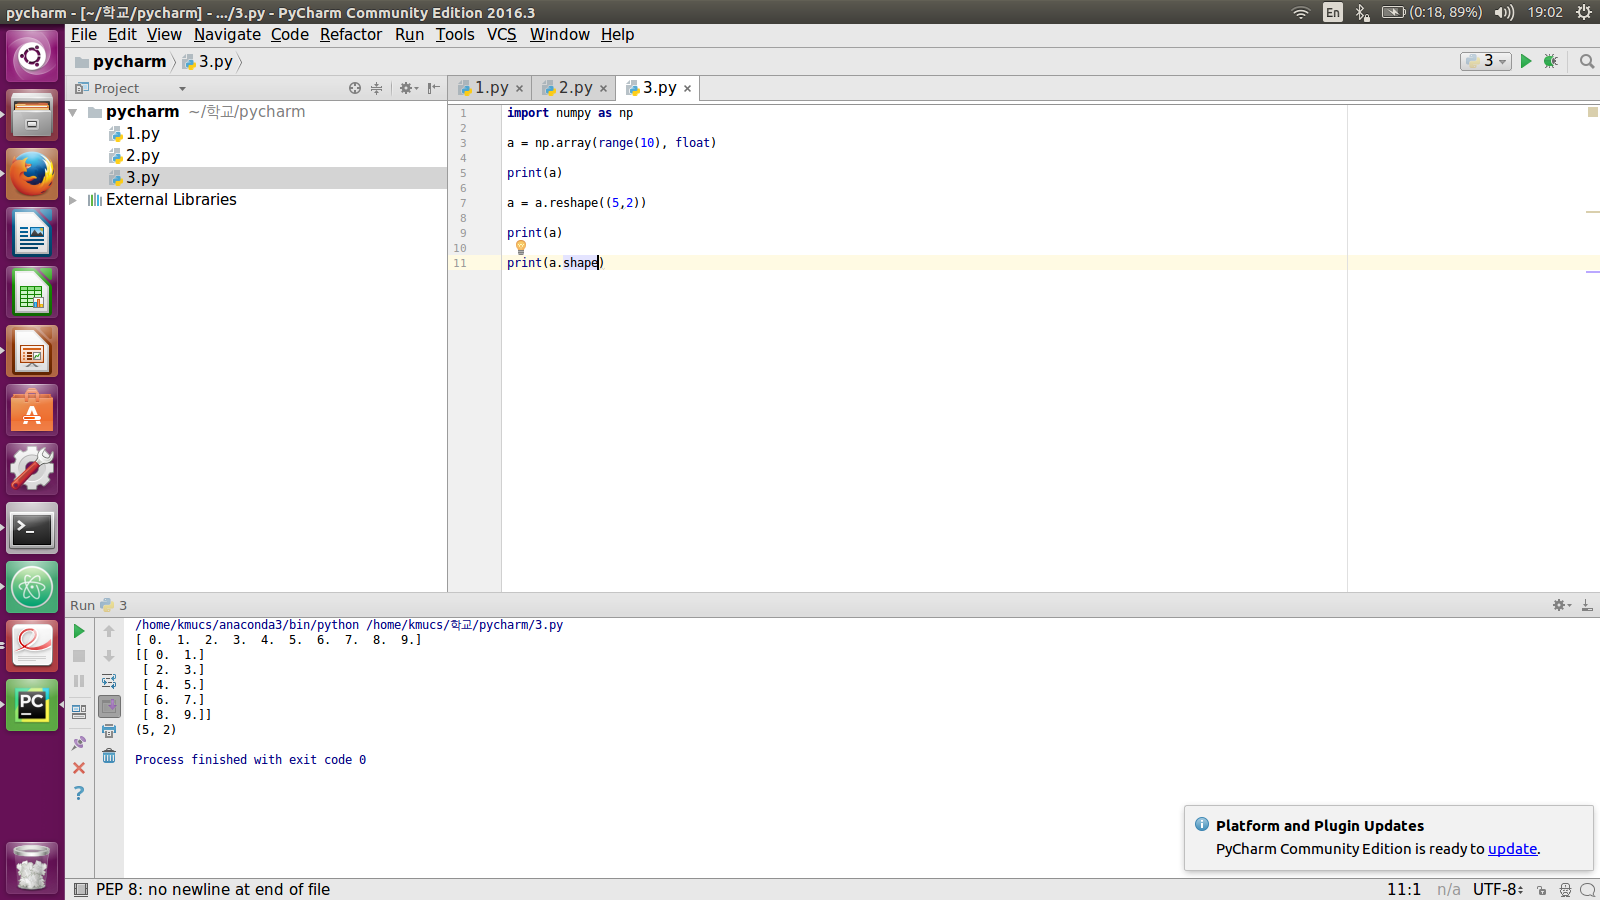 pycharm - [~/학교/pycharm] - .../3.py - PyCharm Community Edition 2016.3
En
(0:18, 89%)
19:02
File Edit View Navigate Code Refactor Run Tools VCS Window Help
pycharm
3.py
3
Project
1.py
2.py
3.py
pycharm ~/학교/pycharm
1.py
2.py
3.py
External Libraries
1 import numpy as np
2
3 a = np.array(range(10), float)
4
5 print(a)
6
7 a = a.reshape((5,2))
8
9 print(a)
10
11 print(a.shape)
PC
Run 3
/home/kmucs/anaconda3/bin/python /home/kmucs/학교/pycharm/3.py
[ 0.  1.  2.  3.  4.  5.  6.  7.  8.  9.]
[[ 0.  1.]
 [ 2.  3.]
 [ 4.  5.]
 [ 6.  7.]
 [ 8.  9.]]
(5, 2)
Process finished with exit code 0
Platform and Plugin Updates
PyCharm Community Edition is ready to update.
PEP 8: no newline at end of file
11:1 n/a UTF-8